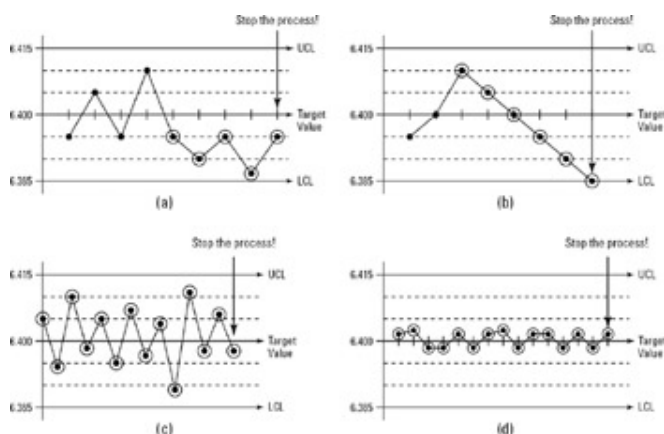 Stop the process!
6.415
UCL
6.400
Target
Value
6.385
LCL
(a)
Stop the process!
6.415
UCL
6.400
Target
Value
6.385
LCL
(b)
Stop the process!
6.415
UCL
6.400
Target
Value
6.385
LCL
(c)
Stop the process!
6.415
UCL
6.400
Target
Value
6.385
LCL
(d)